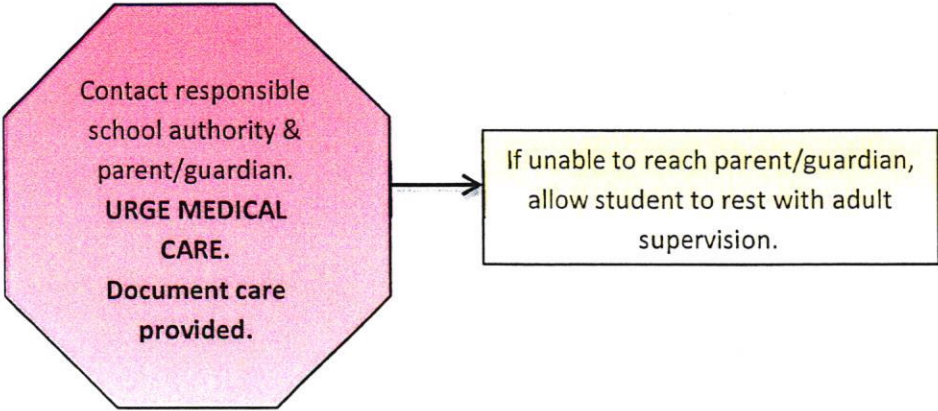 Contact responsible
school authority &
parent/guardian.
URGE MEDICAL
CARE.
Document care
provided.
If unable to reach parent/guardian,
allow student to rest with adult
supervision.